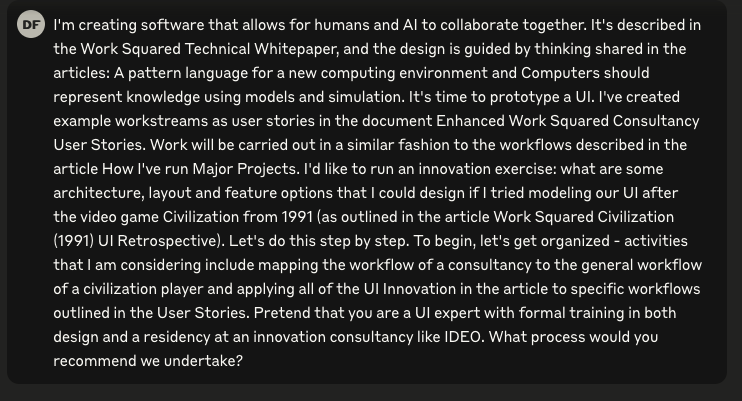 DF
I'm creating software that allows for humans and AI to collaborate together. It's described in
the Work Squared Technical Whitepaper, and the design is guided by thinking shared in the
articles: A pattern language for a new computing environment and Computers should
represent knowledge using models and simulation. It's time to prototype a UI. I've created
example workstreams as user stories in the document Enhanced Work Squared Consultancy
User Stories. Work will be carried out in a similar fashion to the workflows described in the
article How I've run Major Projects. I'd like to run an innovation exercise: what are some
architecture, layout and feature options that I could design if I tried modeling our UI after
the video game Civilization from 1991 (as outlined in the article Work Squared Civilization
(1991) UI Retrospective). Let's do this step by step. To begin, let's get organized - activities
that I am considering include mapping the workflow of a consultancy to the general workflow
of a civilization player and applying all of the UI Innovation in the article to specific workflows
outlined in the User Stories. Pretend that you are a UI expert with formal training in both
design and a residency at an innovation consultancy like IDEO. What process would you
recommend we undertake?